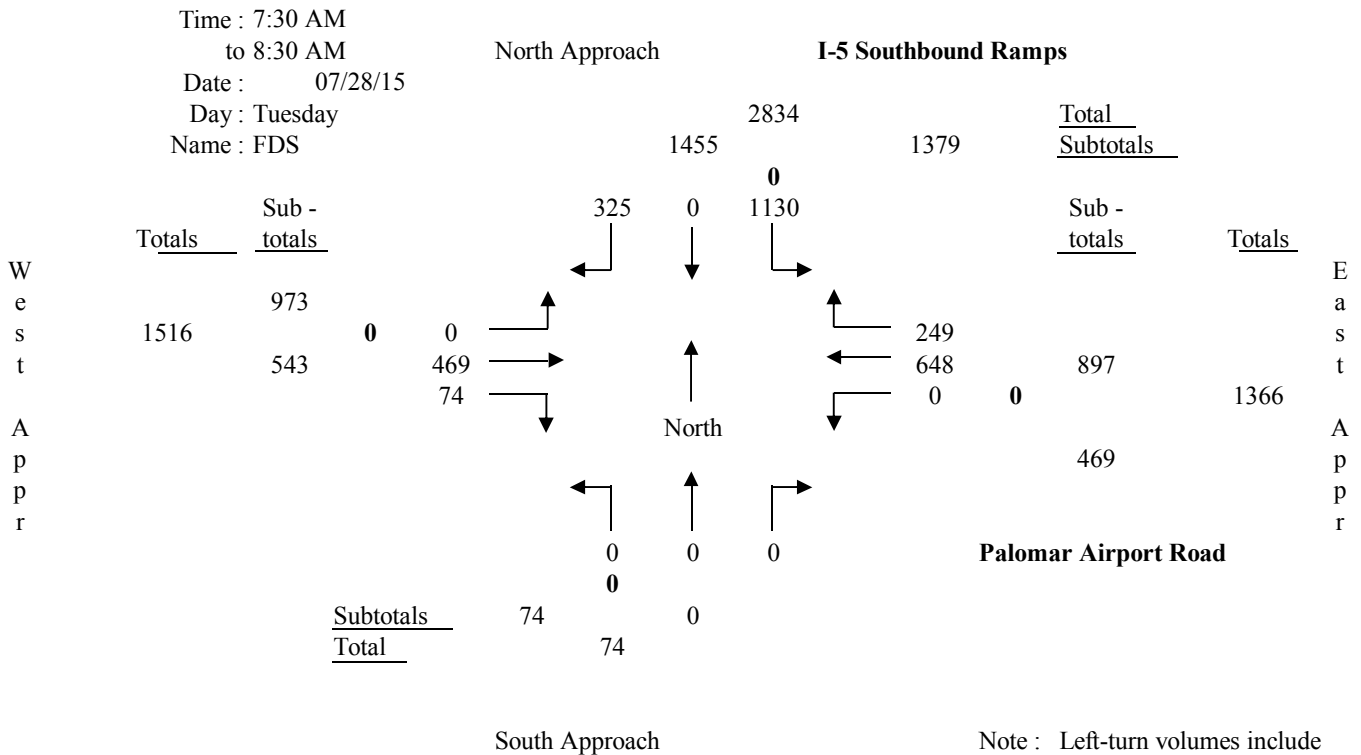 Time : 7:30 AM
to 8:30 AM North Approach I-5 Southbound Ramps
Date : 07/28/15
Day : Tuesday 2834 Total
Name : FDS 1455 1379 Subtotals
0
Sub - 325 0 1130 Sub -
Totals totals totals Totals
W E
e 973 a
s 1516 0 0 249 s
t 543 469 648 897 t
74 0 0 1366
A North A
p 469 p
p p
r r
0 0 0 Palomar Airport Road
0
Subtotals 74 0
Total 74
South Approach Note : Left-turn volumes include